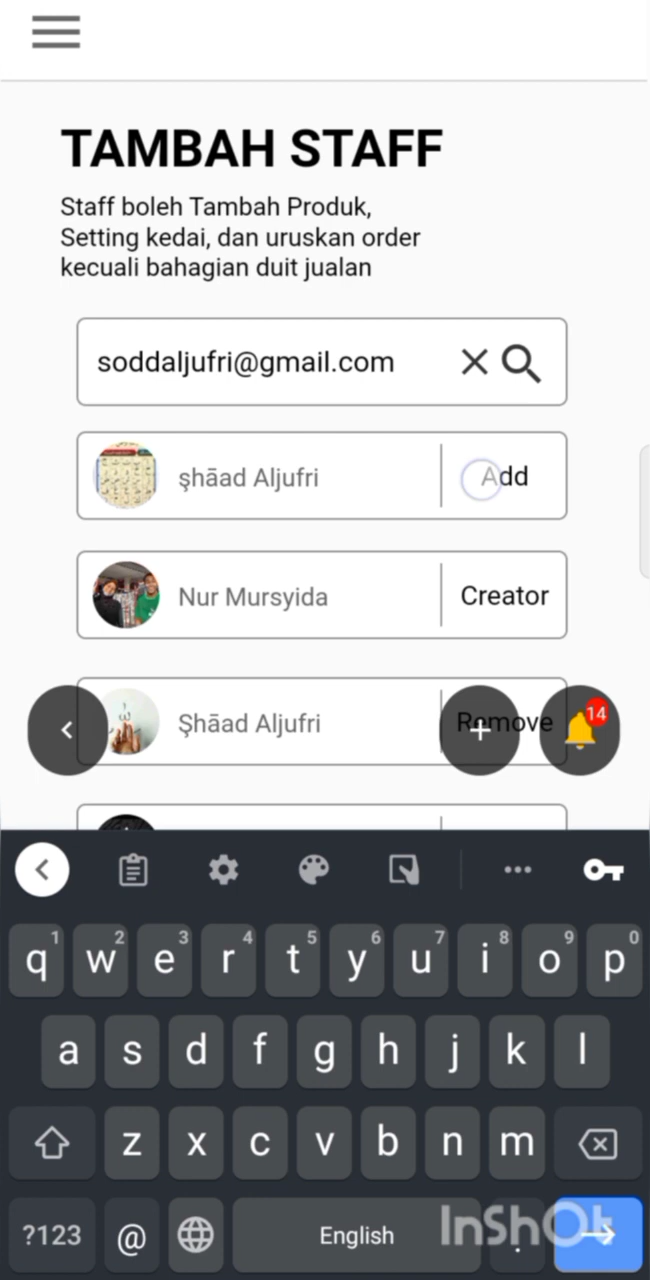 TAMBAH STAFF
Staff boleh Tambah Produk,
Setting kedai, dan uruskan order
kecuali bahagian duit jualan
soddaljufri@gmail.com
şhāad Aljufri
Add
Nur Mursyida
Creator
Şhāad Aljufri
Remove
14
q 1 w 2 e 3 r 4 t 5 y 6 u 7 i 8 o 9 p 0
a s d f g h j k l
z x c v b n m
?123 @ English .
InShOt